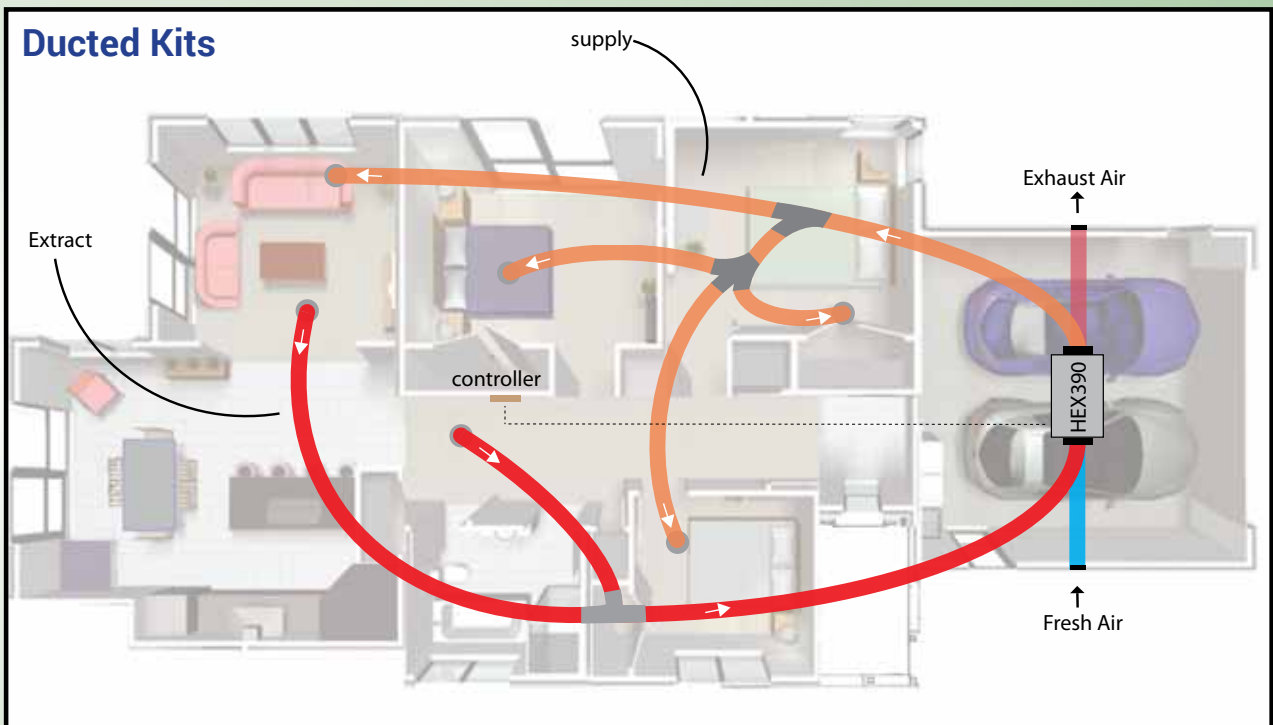 Ducted Kits
supply
Exhaust Air
Extract
controller
HEX390
Fresh Air